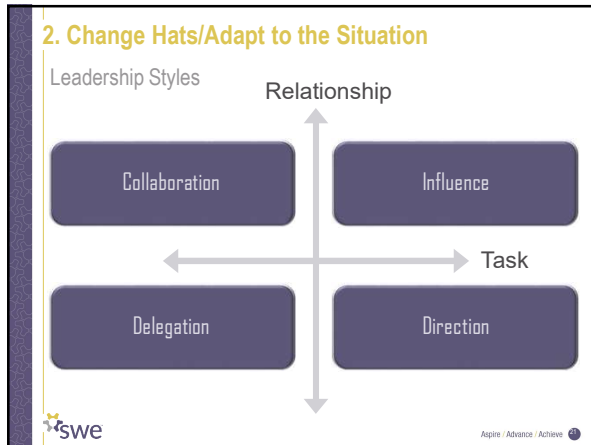 2. Change Hats/Adapt to the Situation
Leadership Styles
Relationship
Collaboration
Influence
Task
Delegation
Direction
swe
Aspire / Advance / Achieve 21